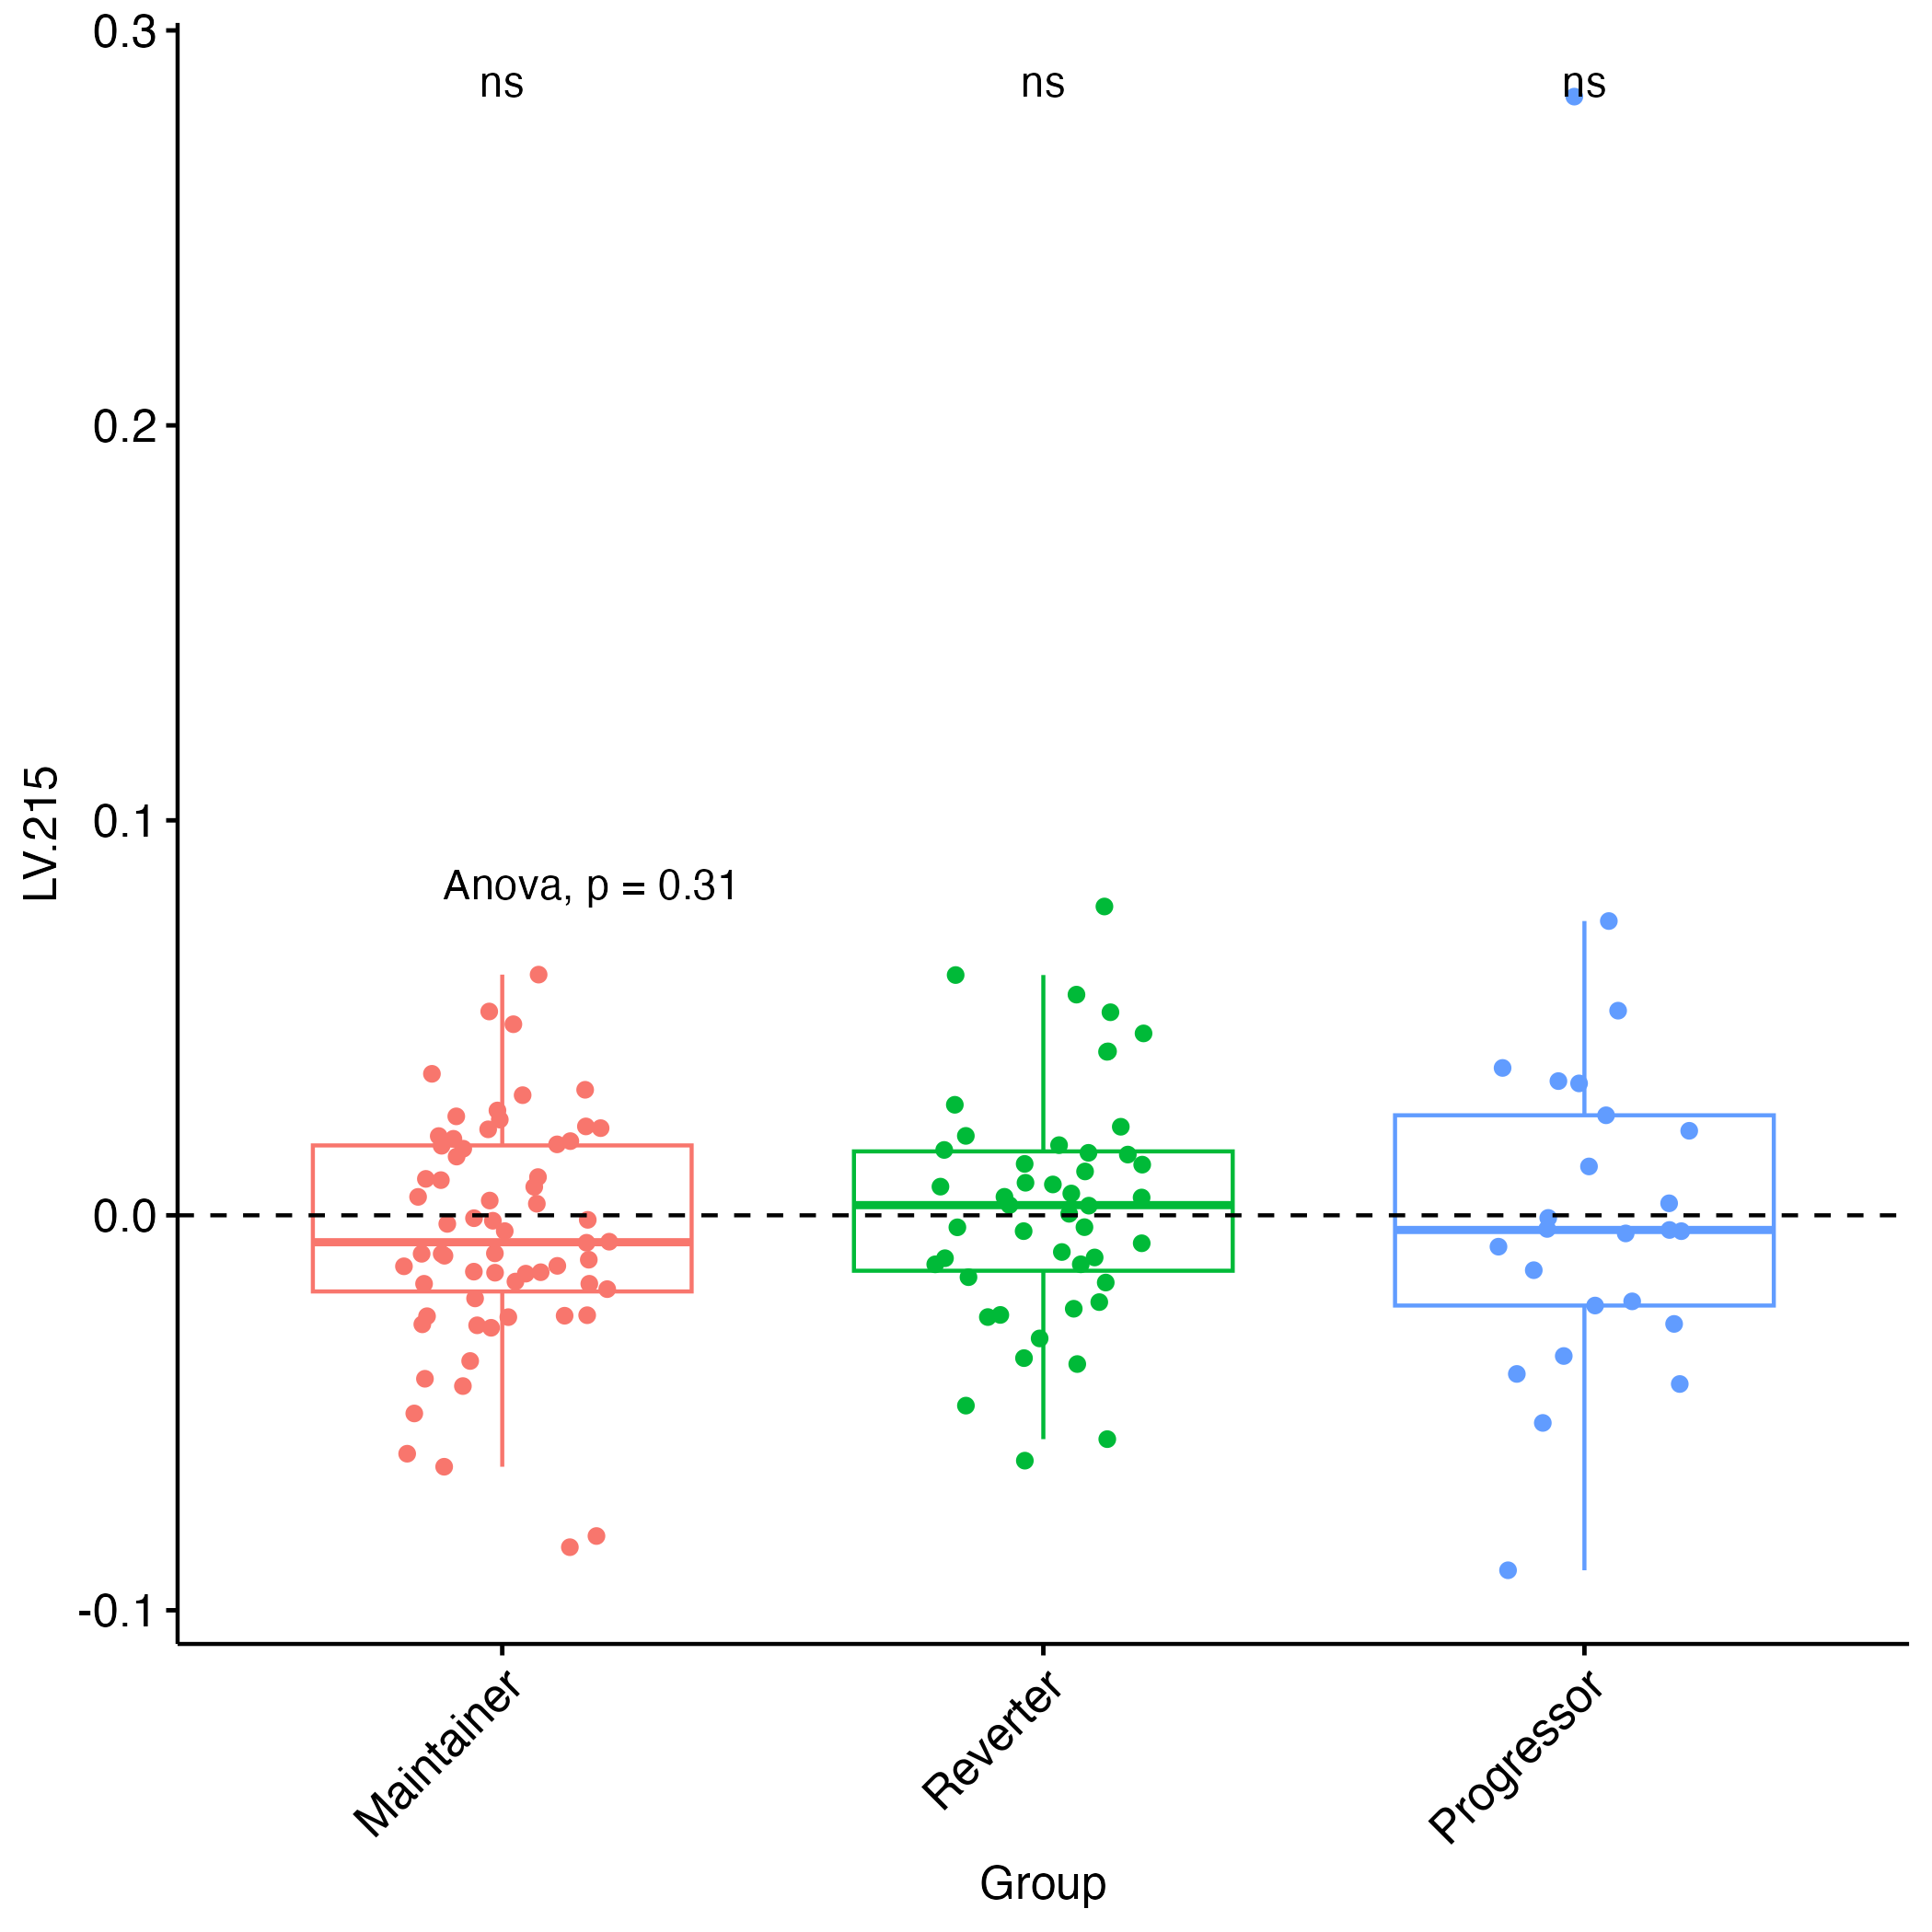 0.3
ns ns ns
0.2
0.1
Anova, p = 0.31
LV.215
0.0
-0.1
Maintainer Reverter Progressor
Group